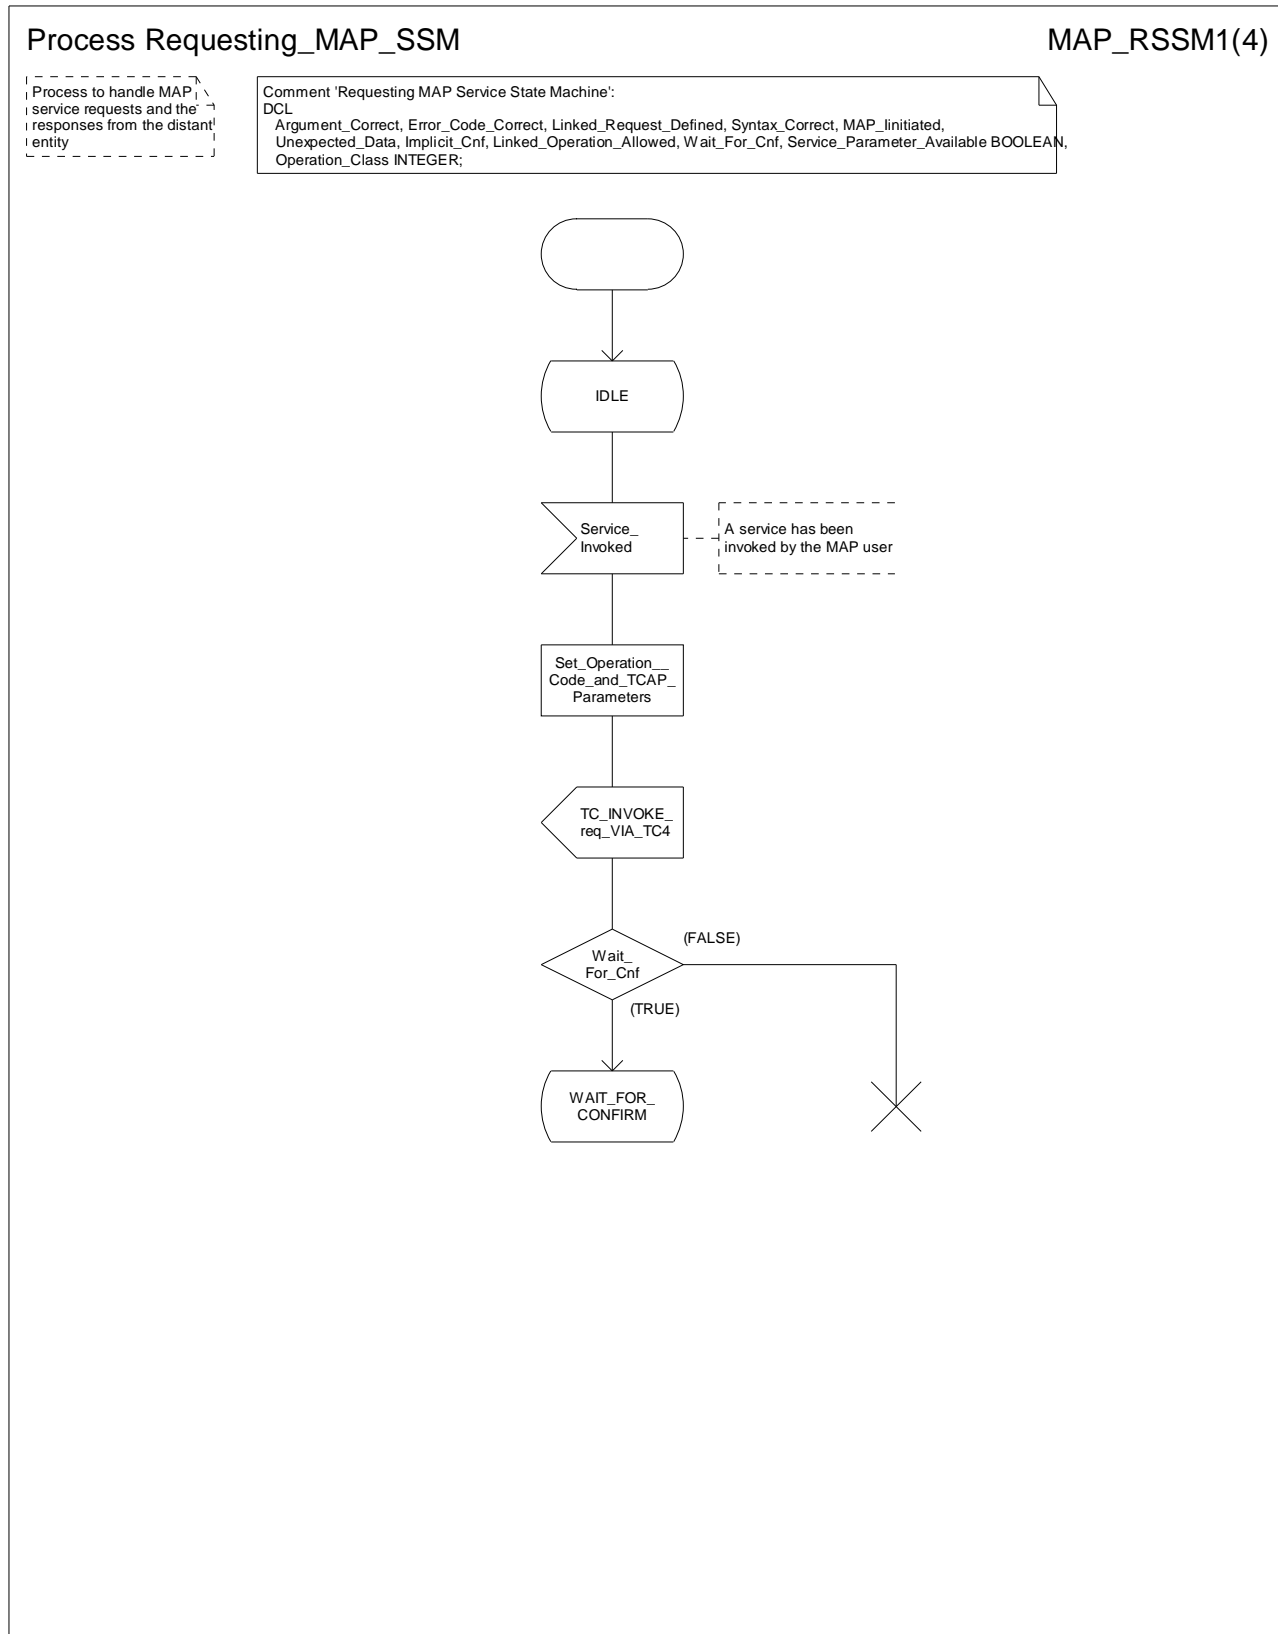 Process Requesting_MAP_SSM
MAP_RSSM1(4)
Process to handle MAP
service requests and the
responses from the distant
entity
Comment 'Requesting MAP Service State Machine':
DCL
Argument_Correct, Error_Code_Correct, Linked_Request_Defined, Syntax_Correct, MAP_Iinitiated,
Unexpected_Data, Implicit_Cnf, Linked_Operation_Allowed, Wait_For_Cnf, Service_Parameter_Available BOOLEAN,
Operation_Class INTEGER;
IDLE
Service_
Invoked
A service has been
invoked by the MAP user
Set_Operation__
Code_and_TCAP_
Parameters
TC_INVOKE_
req_VIA_TC4
Wait_
For_Cnf
(FALSE)
(TRUE)
WAIT_FOR_
CONFIRM